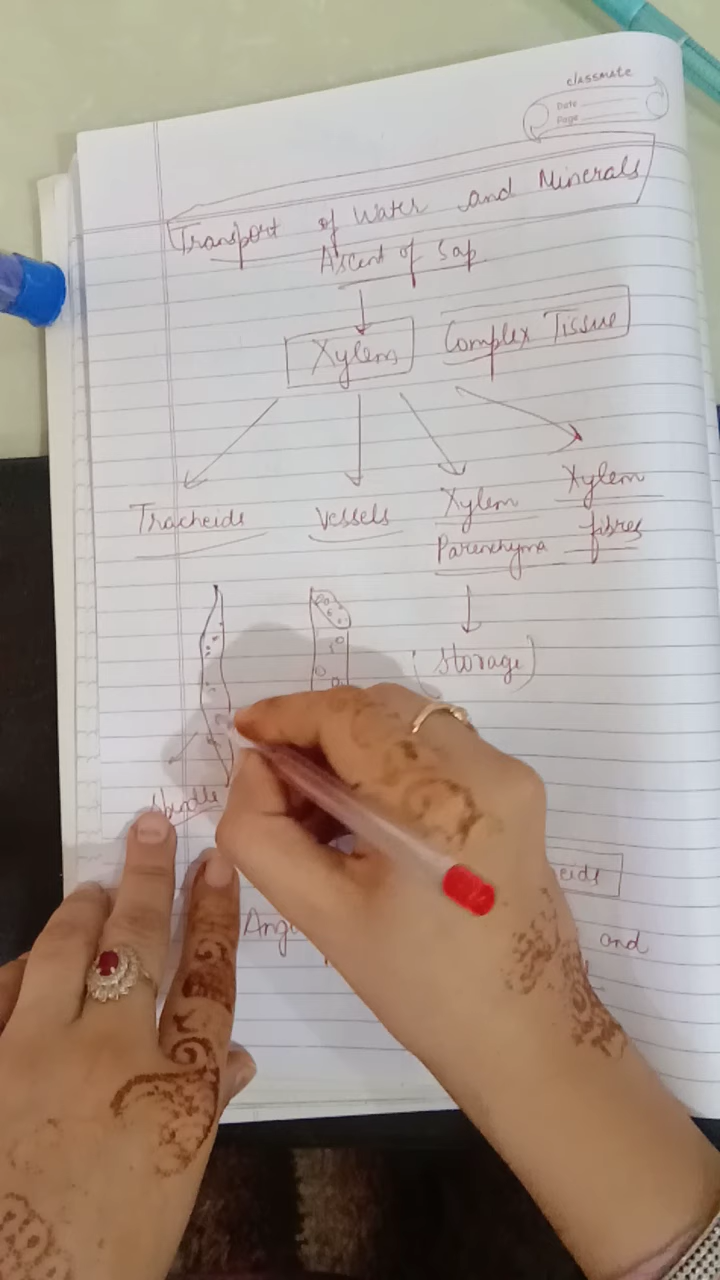 classmate
Date
Page
Transport of Water and Minerals
Ascent of Sap
Xylem Complex Tissue
Tracheids Vessels Xylem Parenchyma Xylem fibres
(Storage)
and